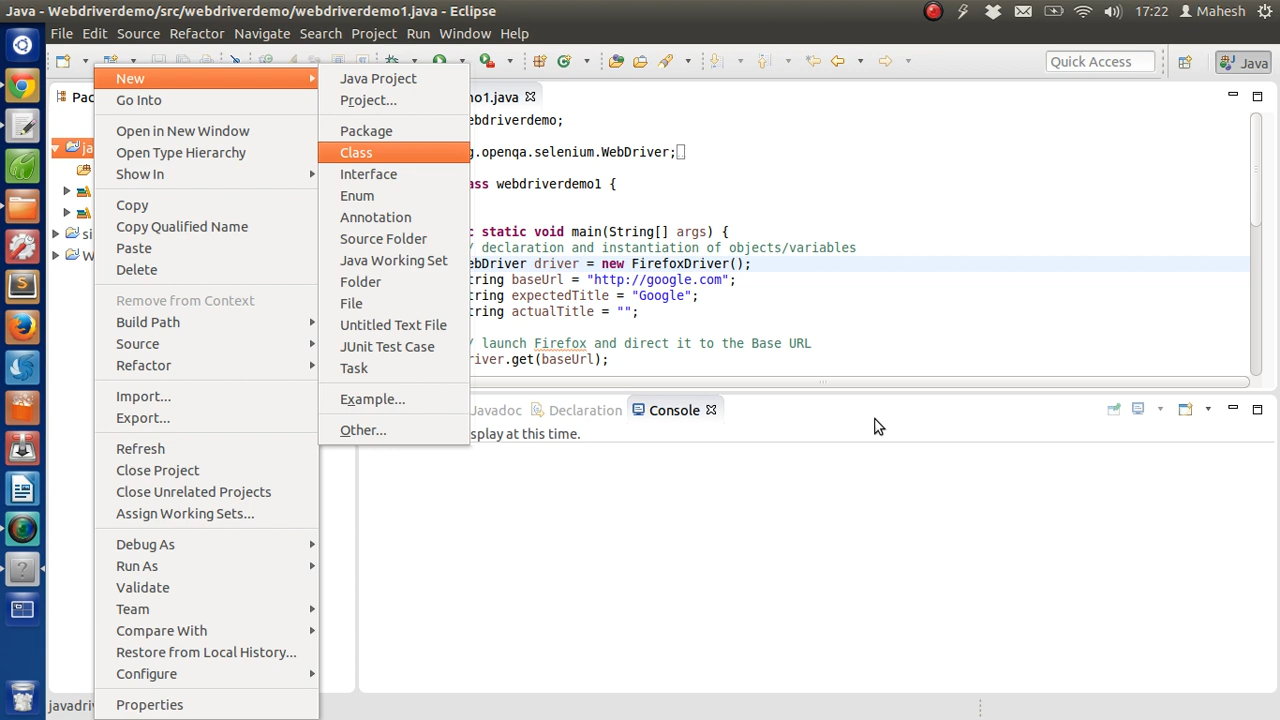 Java - Webdriverdemo/src/webdriverdemo/webdriverdemo1.java - Eclipse
17:22 Mahesh
File Edit Source Refactor Navigate Search Project Run Window Help
Quick Access
Java
Pac
o1.java
New
Go Into
Open in New Window
Open Type Hierarchy
Show In
Copy
Copy Qualified Name
Paste
Delete
Remove from Context
Build Path
Source
Refactor
Import...
Export...
Refresh
Close Project
Close Unrelated Projects
Assign Working Sets...
Debug As
Run As
Validate
Team
Compare With
Restore from Local History...
Configure
Properties
Java Project
Project...
Package
Class
Interface
Enum
Annotation
Source Folder
Java Working Set
Folder
File
Untitled Text File
JUnit Test Case
Task
Example...
Other...
ja
si
W
ebdriverdemo;
g.openqa.selenium.WebDriver;
ass webdriverdemo1 {
c static void main(String[] args) {
/ declaration and instantiation of objects/variables
ebDriver driver = new FirefoxDriver();
tring baseUrl = "http://google.com";
tring expectedTitle = "Google";
tring actualTitle = "";
/ launch Firefox and direct it to the Base URL
river.get(baseUrl);
avadoc Declaration Console
splay at this time.
javadri